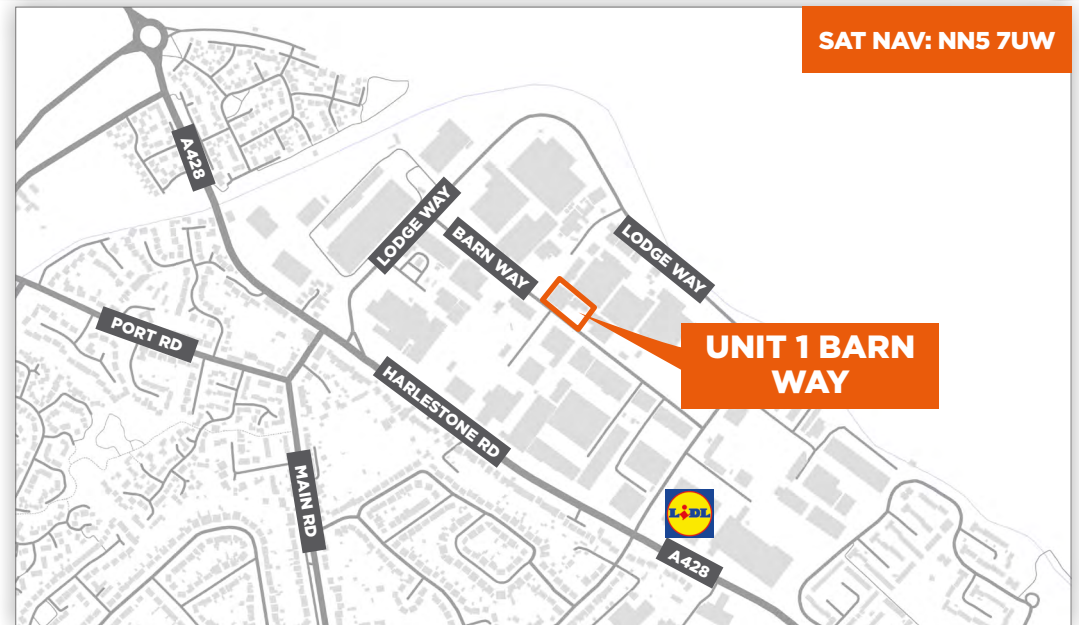 SAT NAV: NN5 7UW
A428
LODGE WAY
BARN WAY
LODGE WAY
PORT RD
UNIT 1 BARN
WAY
HARLESTONE RD
MAIN RD
LiDL
A428